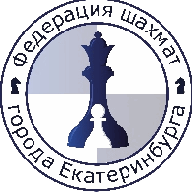 Федерация шахмат
города Екатеринбурга